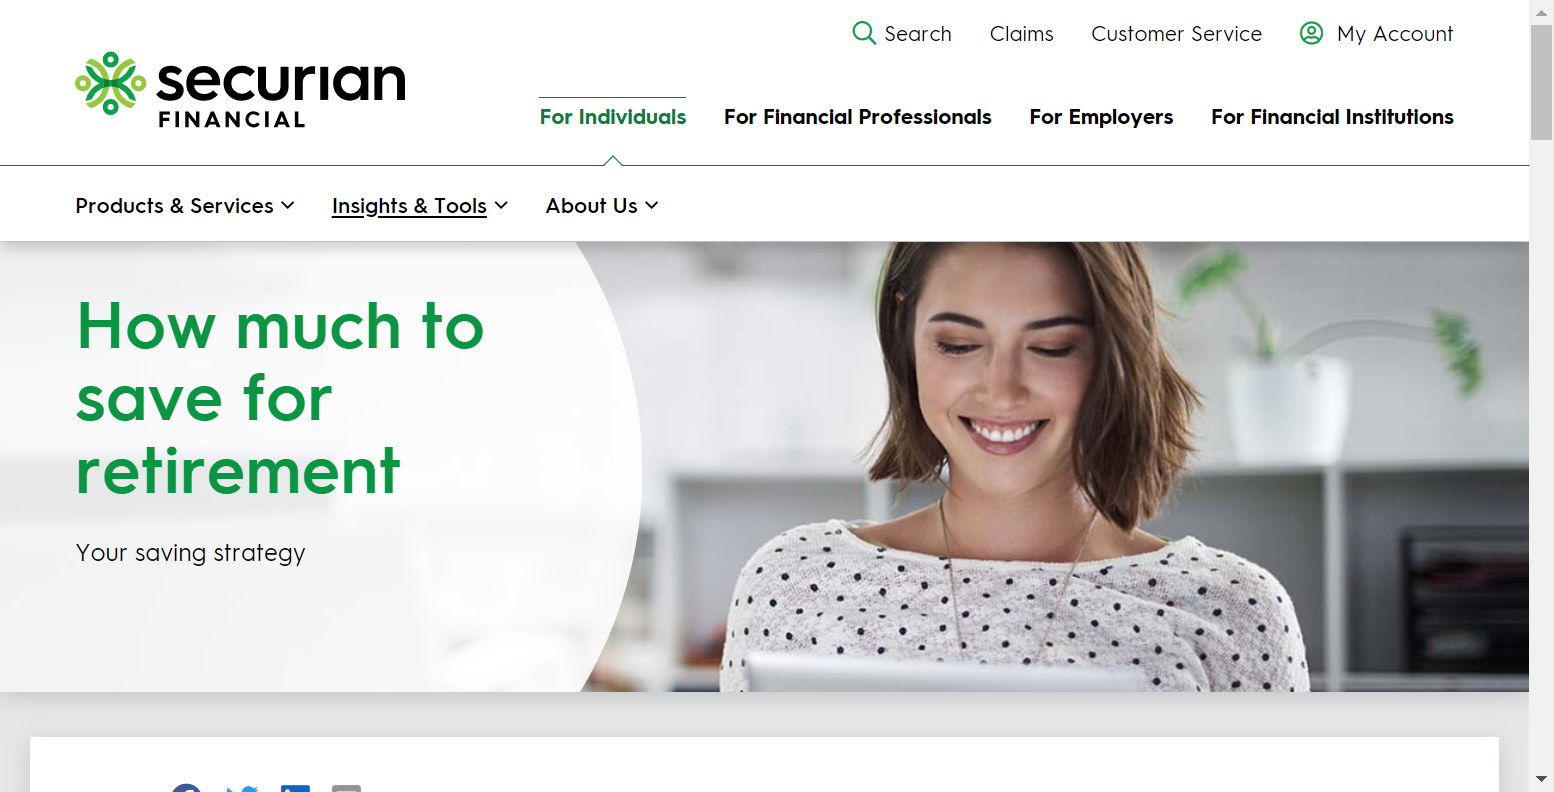 Search Claims Customer Service My Account
securian
FINANCIAL
For Individuals For Financial Professionals For Employers For Financial Institutions
Products & Services Insights & Tools About Us
How much to
save for
retirement
Your saving strategy